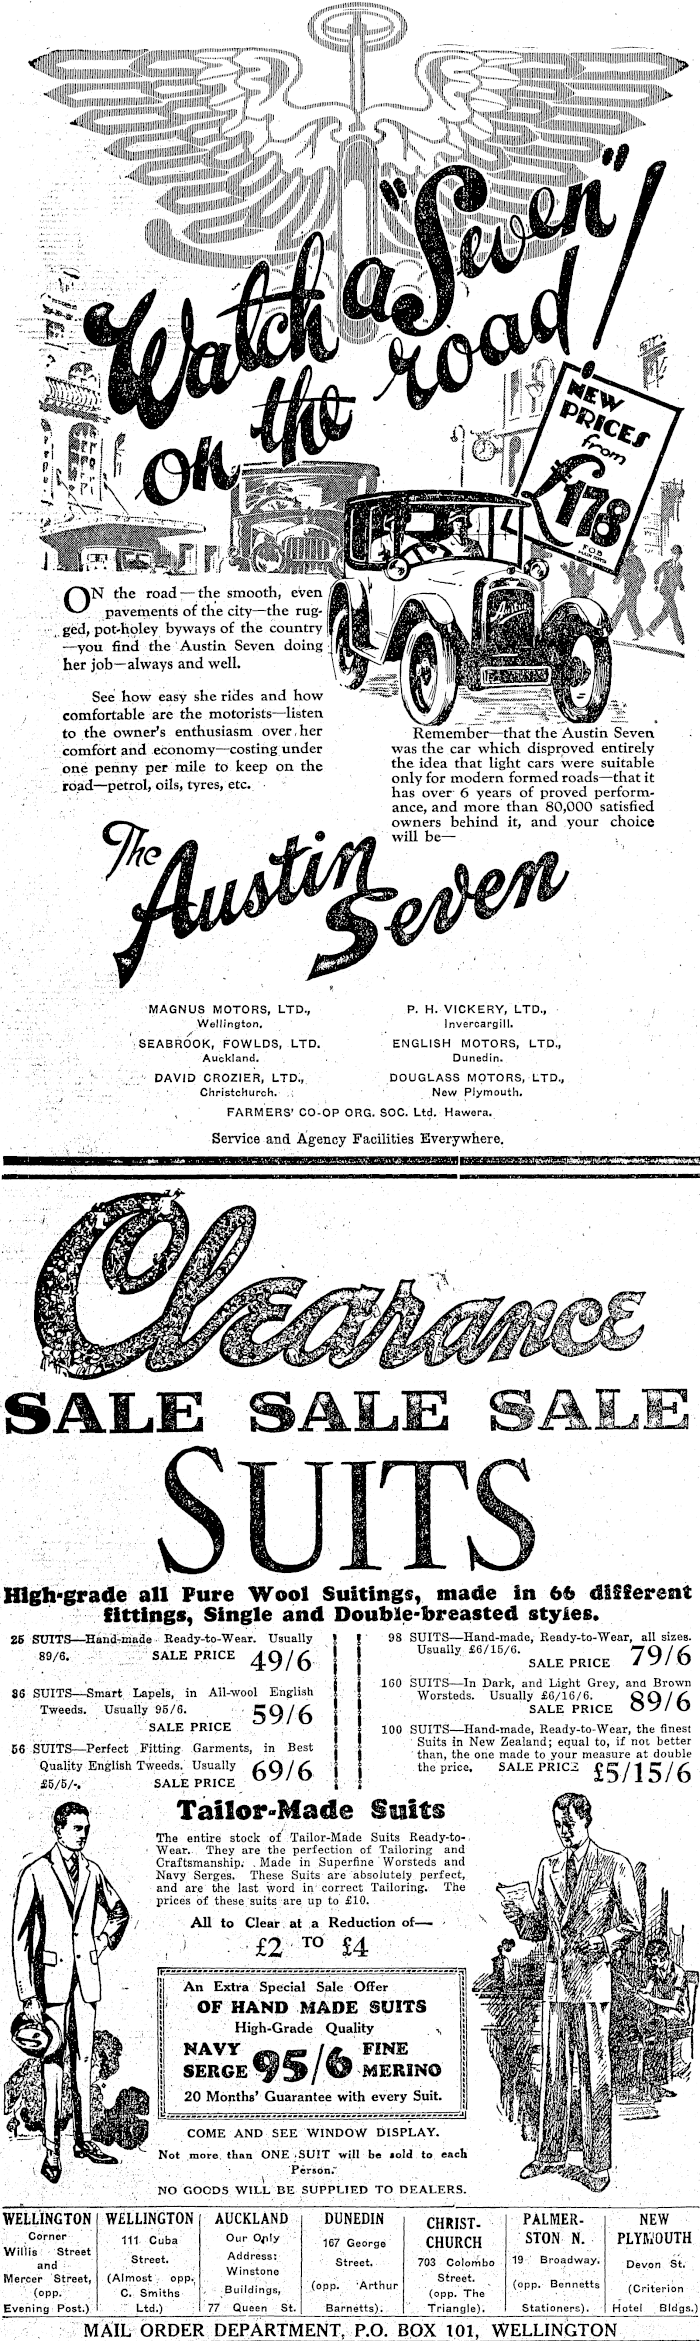 Watch a "Seven"
on the road!
NEW
PRICES
from
£178
F.O.B
Austin
ON the road—the smooth, even
pavements of the city—the rug-
ged, pot-holey byways of the country
—you find the Austin Seven doing
her job—always and well.
See how easy she rides and how
comfortable are the motorists—listen
to the owner's enthusiasm over her
comfort and economy—costing under
one penny per mile to keep on the
road—petrol, oils, tyres, etc.
Remember—that the Austin Seven
was the car which disproved entirely
the idea that light cars were suitable
only for modern formed roads—that it
has over 6 years of proved perform-
ance, and more than 80,000 satisfied
owners behind it, and your choice
will be—
The Austin
Seven
MAGNUS MOTORS, LTD.,
Wellington.
SEABROOK, FOWLDS, LTD.
Auckland.
DAVID CROZIER, LTD.,
Christchurch.
P. H. VICKERY, LTD.,
Invercargill.
ENGLISH MOTORS, LTD.,
Dunedin.
DOUGLASS MOTORS, LTD.,
New Plymouth.
FARMERS' CO-OP ORG. SOC. Ltd. Hawera.
Service and Agency Facilities Everywhere.
Clearance
SALE SALE SALE
SUITS
High-grade all Pure Wool Suitings, made in 66 different
fittings, Single and Double-breasted styles.
25 SUITS—Hand-made Ready-to-Wear. Usually
89/6. SALE PRICE 49/6
86 SUITS—Smart Lapels, in All-wool English
Tweeds. Usually 95/6.
SALE PRICE 59/6
56 SUITS—Perfect Fitting Garments, in Best
Quality English Tweeds. Usually
£5/5/-. SALE PRICE 69/6
98 SUITS—Hand-made, Ready-to-Wear, all sizes.
Usually £6/15/6.
SALE PRICE 79/6
160 SUITS—In Dark, and Light Grey, and Brown
Worsteds. Usually £6/16/6.
SALE PRICE 89/6
100 SUITS—Hand-made, Ready-to-Wear, the finest
Suits in New Zealand; equal to, if not better
than, the one made to your measure at double
the price. SALE PRICE £5/15/6
Tailor-Made Suits
The entire stock of Tailor-Made Suits Ready-to-
Wear. They are the perfection of Tailoring and
Craftsmanship. Made in Superfine Worsteds and
Navy Serges. These Suits are absolutely perfect,
and are the last word in correct Tailoring. The
prices of these suits are up to £10.
All to Clear at a Reduction of—
£2 TO £4
An Extra Special Sale Offer
OF HAND MADE SUITS
High-Grade Quality
NAVY SERGE 95/6 FINE MERINO
20 Months' Guarantee with every Suit.
COME AND SEE WINDOW DISPLAY.
Not more than ONE SUIT will be sold to each
Person.
NO GOODS WILL BE SUPPLIED TO DEALERS.
WELLINGTON
Corner
Willis Street
and
Mercer Street,
(opp.
Evening Post.)
WELLINGTON
111 Cuba
Street.
(Almost opp.
C. Smiths
Ltd.)
AUCKLAND
Our Only
Address:
Winstone
Buildings,
77 Queen St.
DUNEDIN
167 George
Street.
(opp. Arthur
Barnetts).
CHRIST-
CHURCH
703 Colombo
Street.
(opp. The
Triangle).
PALMER-
STON N.
19 Broadway.
(opp. Bennetts
Stationers).
NEW
PLYMOUTH
Devon St.
(Criterion
Hotel Bldgs.)
MAIL ORDER DEPARTMENT, P.O. BOX 101, WELLINGTON